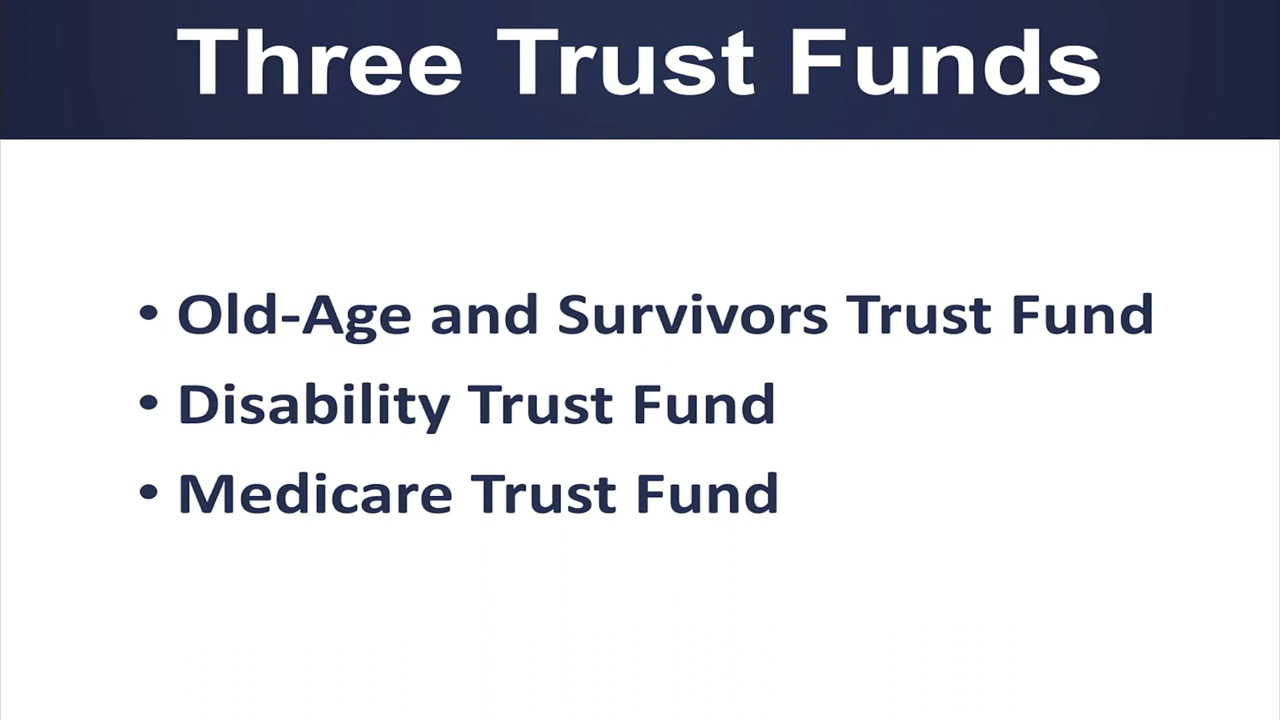 Three Trust Funds
• Old-Age and Survivors Trust Fund
• Disability Trust Fund
• Medicare Trust Fund